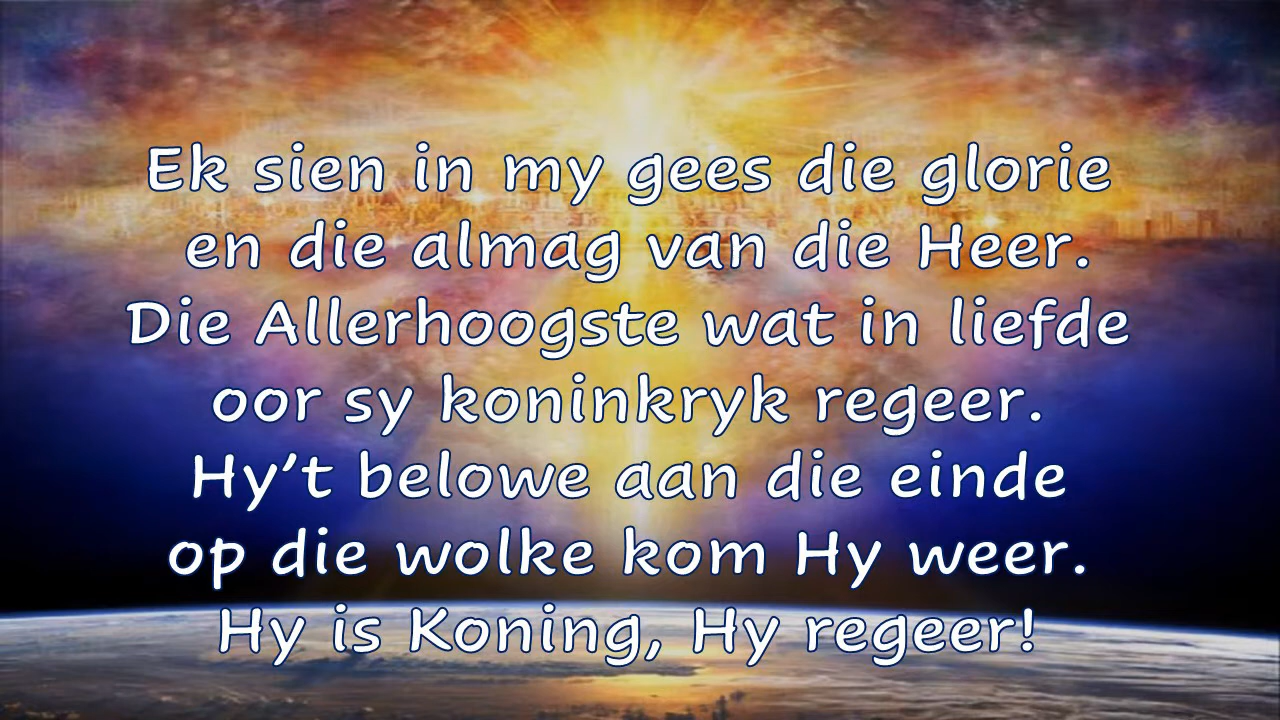 Ek sien in my gees die glorie
en die almag van die Heer.
Die Allerhoogste wat in liefde
oor sy koninkryk regeer.
Hy’t belowe aan die einde
op die wolke kom Hy weer.
Hy is Koning, Hy regeer!